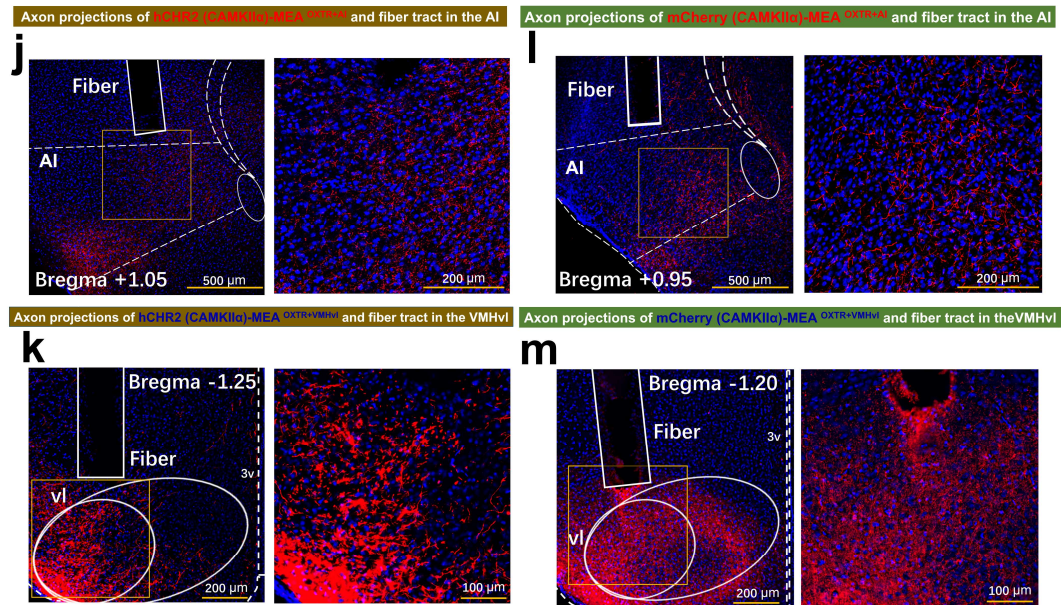 Axon projections of hCHR2 (CAMKIIα)-MEA OXTR+AI and fiber tract in the AI
j
Fiber
AI
Bregma +1.05
500 μm
200 μm
Axon projections of mCherry (CAMKIIα)-MEA OXTR+AI and fiber tract in the AI
l
Fiber
AI
Bregma +0.95
500 μm
200 μm
Axon projections of hCHR2 (CAMKIIα)-MEA OXTR+VMHvl and fiber tract in the VMHvl
k
Bregma -1.25
Fiber
3v
vl
200 μm
100 μm
Axon projections of mCherry (CAMKIIα)-MEA OXTR+VMHvl and fiber tract in theVMHvl
m
Bregma -1.20
Fiber
3v
vl
200 μm
100 μm